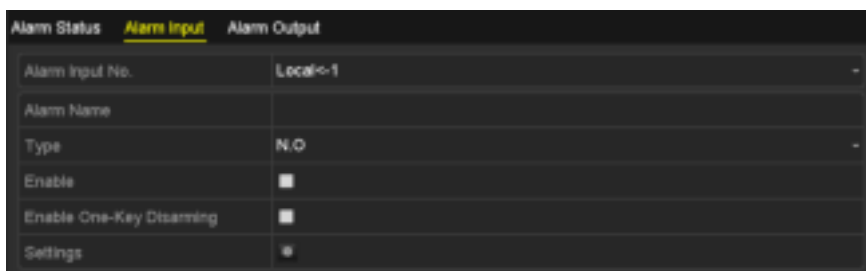 Alarm Status Alarm Input Alarm Output
Alarm Input No. Local<-1
Alarm Name
Type N.O
Enable
Enable One-Key Disarming
Settings